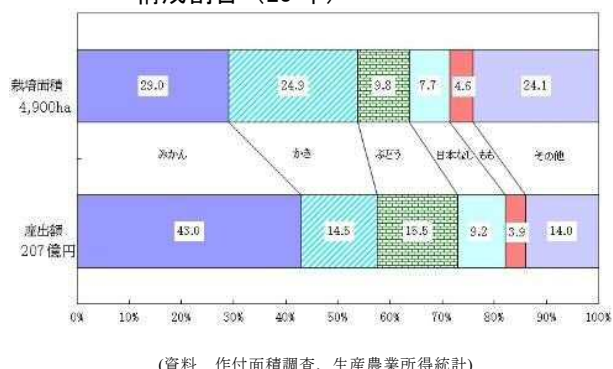 構成割合（23年）
栽培面積
4,900ha
29.0 24.9 9.8 7.7 4.6 24.1
みかん かき ぶどう 日本なし もも その他
産出額
207億円
43.0 14.5 15.5 9.2 3.9 14.0
0% 10% 20% 30% 40% 50% 60% 70% 80% 90% 100%
(資料 作付面積調査、生産農業所得統計)